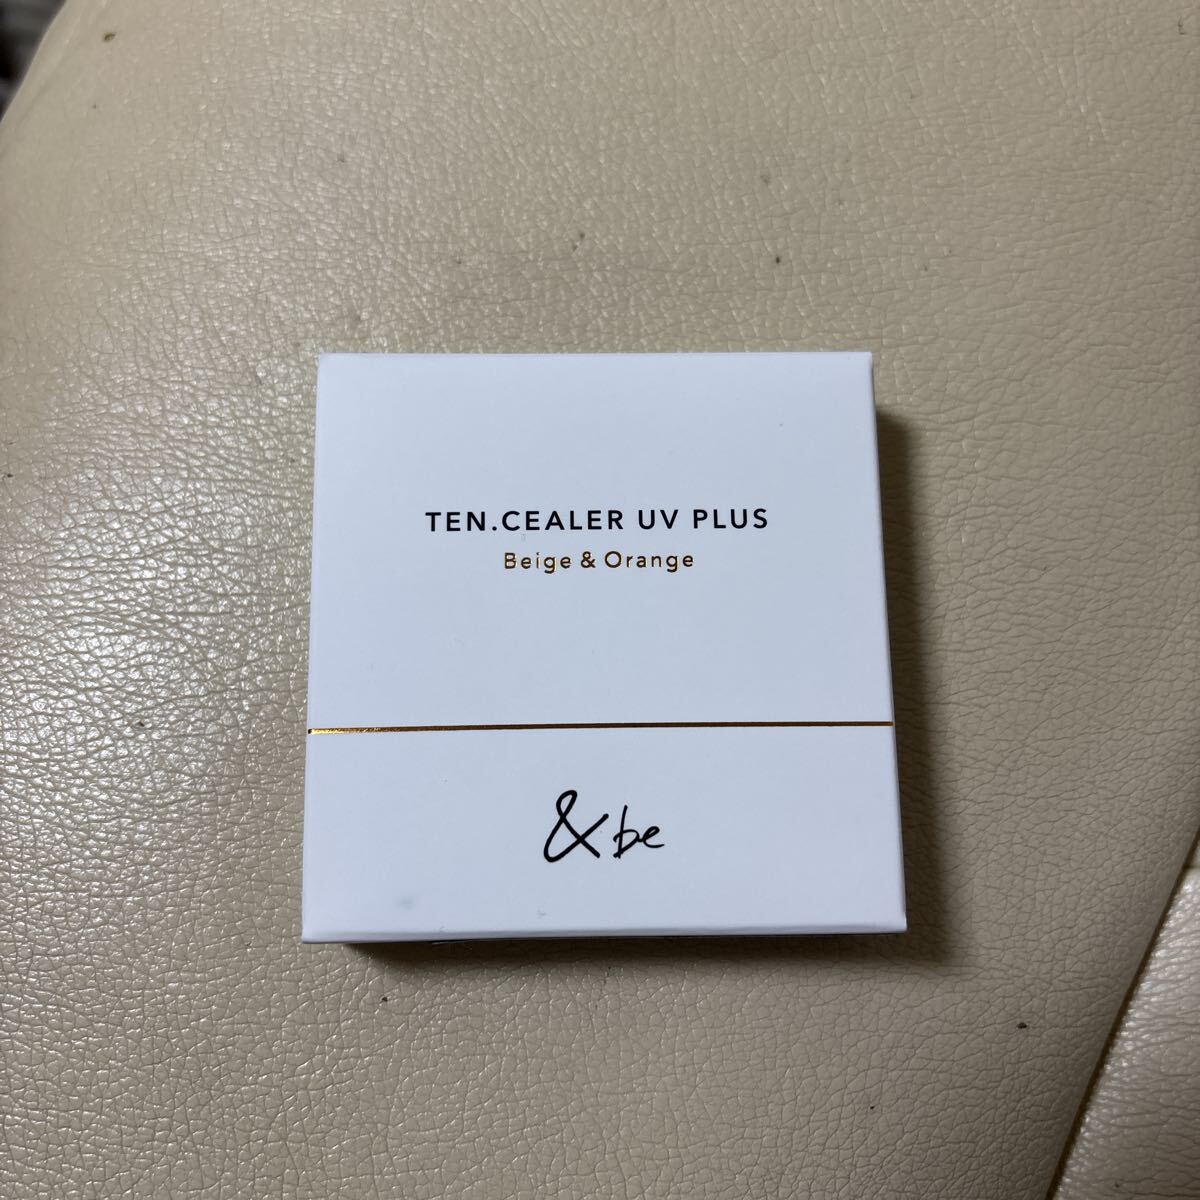 TEN.CEALER UV PLUS
Beige & Orange
&be